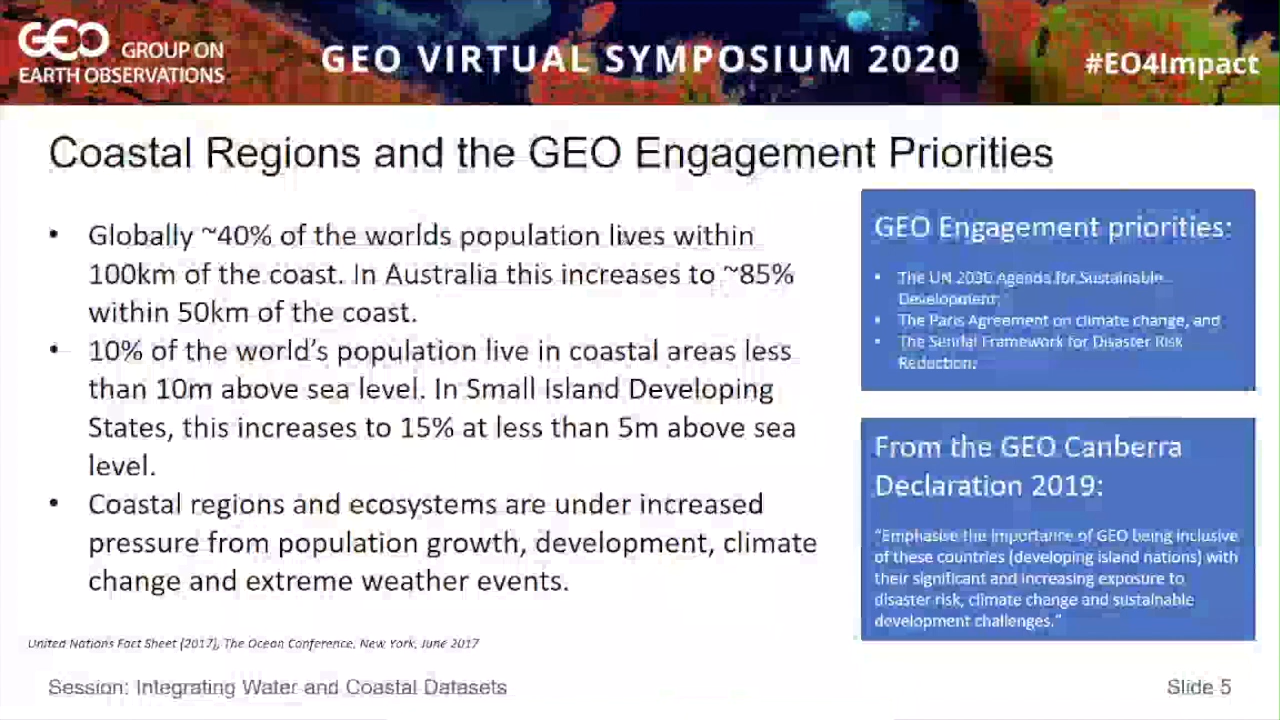 GEO GROUP ON
EARTH OBSERVATIONS
GEO VIRTUAL SYMPOSIUM 2020
#EO4Impact
Coastal Regions and the GEO Engagement Priorities
• Globally ~40% of the worlds population lives within
100km of the coast. In Australia this increases to ~85%
within 50km of the coast.
• 10% of the world’s population live in coastal areas less
than 10m above sea level. In Small Island Developing
States, this increases to 15% at less than 5m above sea
level.
• Coastal regions and ecosystems are under increased
pressure from population growth, development, climate
change and extreme weather events.
United Nations Fact Sheet (2017), The Ocean Conference, New York, June 2017
GEO Engagement priorities:
• The UN 2030 Agenda for Sustainable
Development;
• The Paris Agreement on climate change, and
• The Sendai Framework for Disaster Risk
Reduction.
From the GEO Canberra
Declaration 2019:
“Emphasise the importance of GEO being inclusive
of these countries (developing island nations) with
their significant and increasing exposure to
disaster risk, climate change and sustainable
development challenges.”
Session: Integrating Water and Coastal Datasets
Slide 5